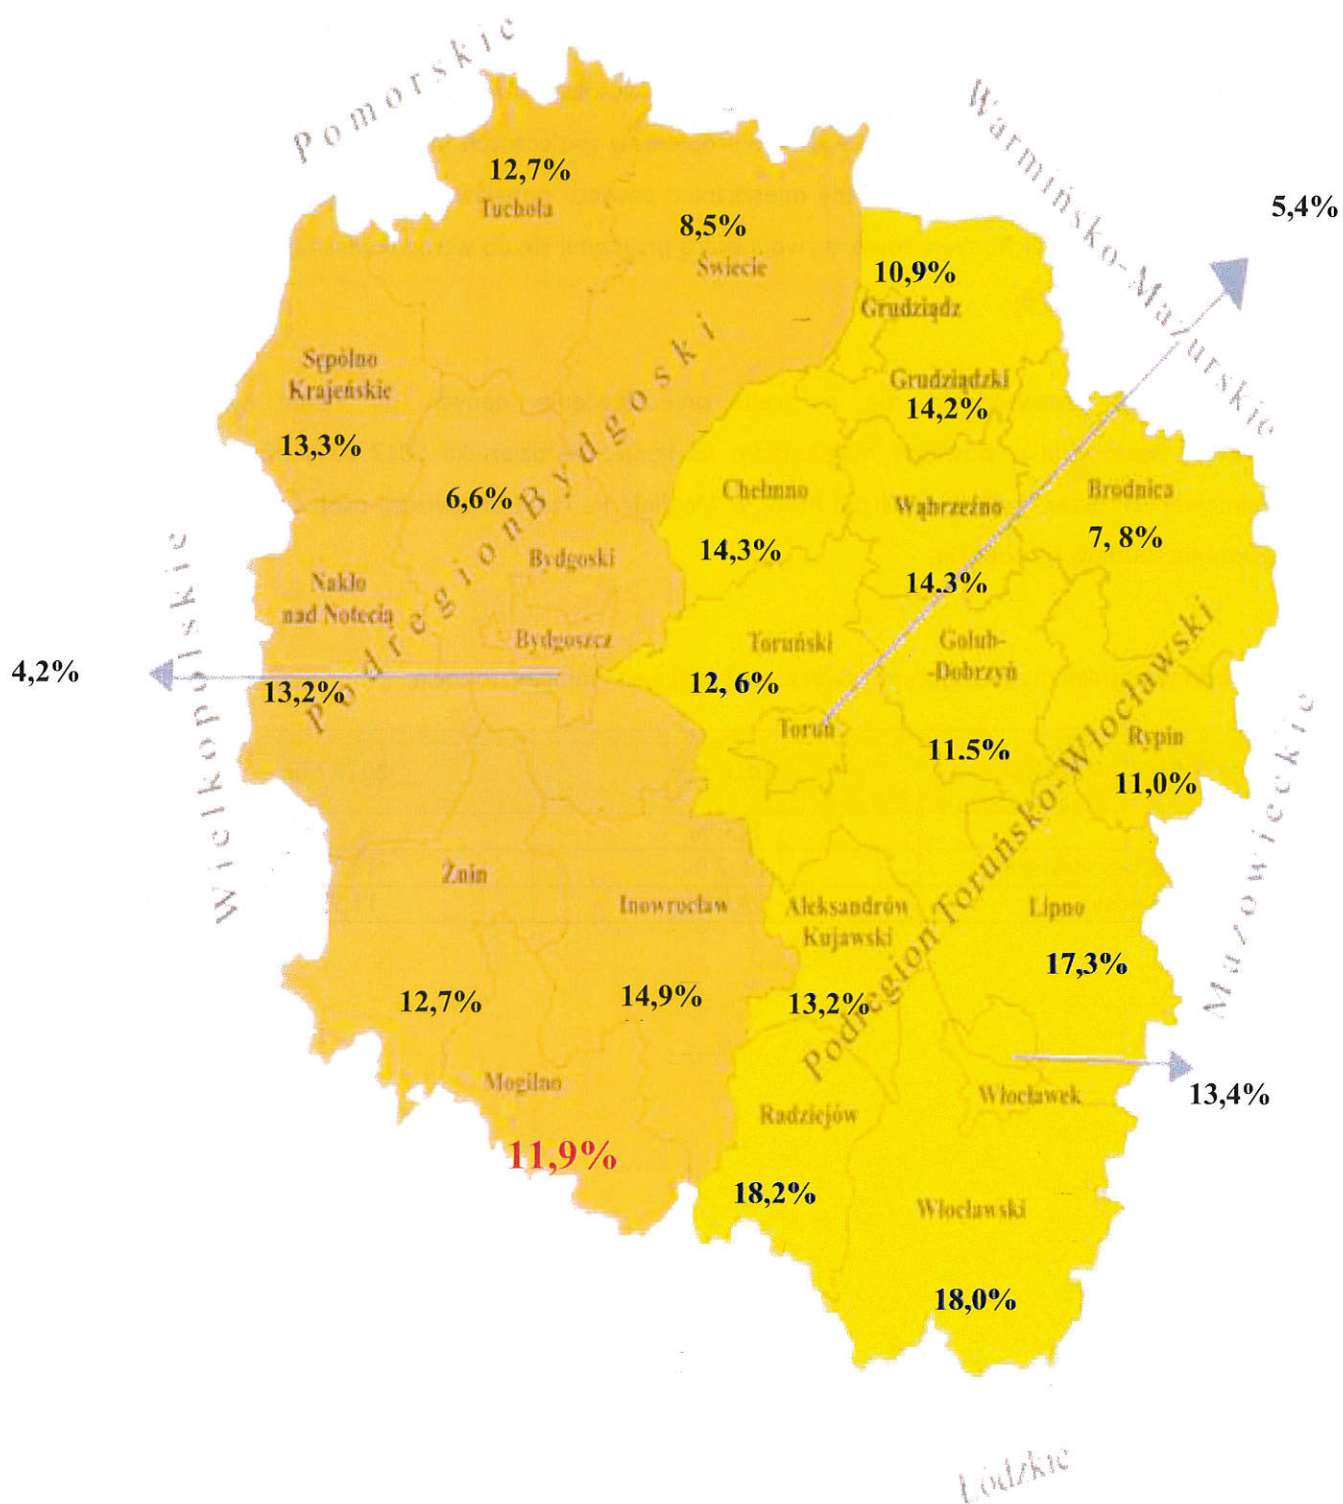 Pomorskie
Warmińsko-Mazurskie
12,7%
Tuchola
5,4%
8,5%
Świecie
10,9%
Grudziądz
Sępólno
Krajeńskie
13,3%
Grudziądzki
14,2%
Podregion Bydgoski
6,6%
Chełmno
14,3%
Wąbrzeźno
14.3%
Brodnica
7, 8%
Bydgoski
Nakło
nad Notecią
13,2%
Bydgoszcz
Wielkopolskie
4,2%
Toruński
12, 6%
Golub-
-Dobrzyń
11.5%
Toruń
Rypin
11,0%
Podregion Toruńsko-Włocławski
Mazowieckie
Żnin
12,7%
Inowrocław
14,9%
Aleksandrów
Kujawski
13,2%
Lipno
17,3%
Mogilno
11,9%
Radziejów
18,2%
Włocławek
13,4%
Włocławski
18,0%
Łódzkie